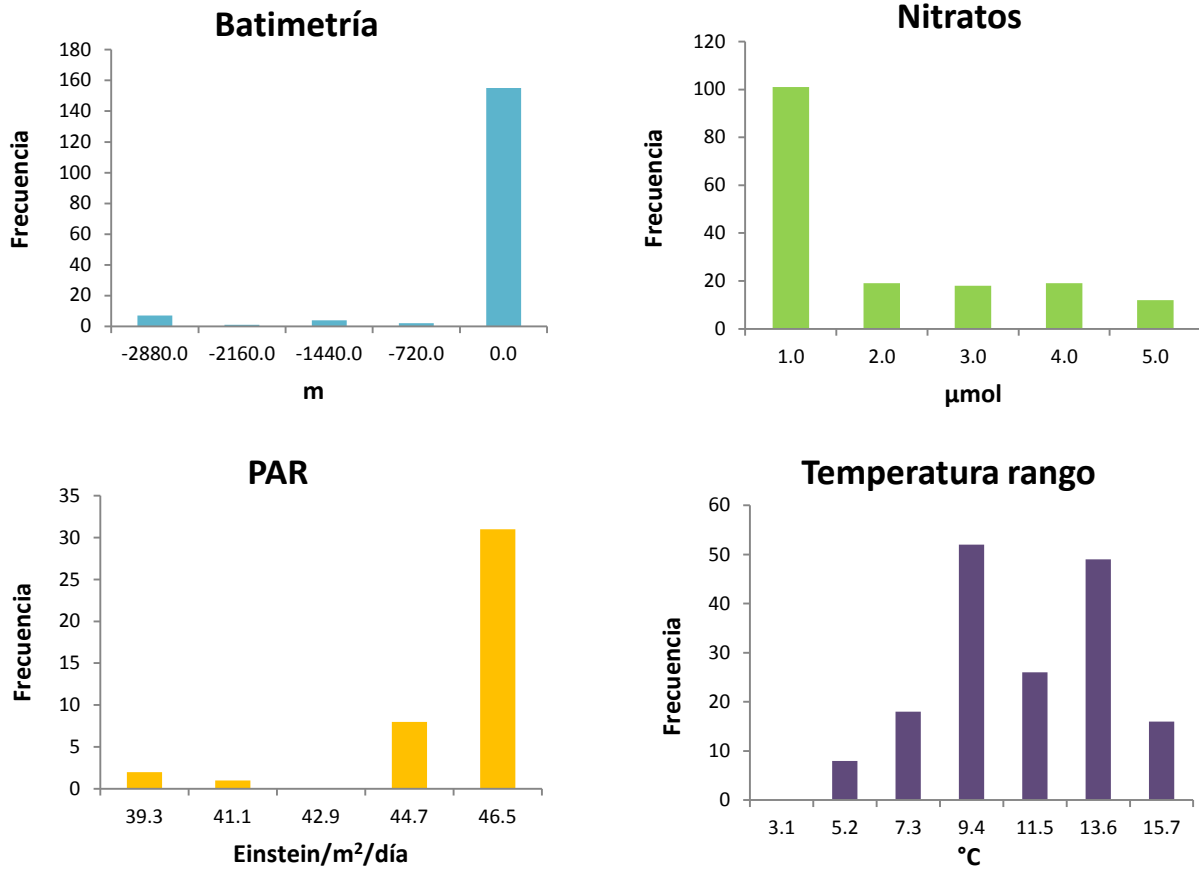 Batimetría
Frecuencia
180
160
140
120
100
80
60
40
20
0
-2880.0 -2160.0 -1440.0 -720.0 0.0
m
Nitratos
Frecuencia
120
100
80
60
40
20
0
1.0 2.0 3.0 4.0 5.0
µmol
PAR
Frecuencia
35
30
25
20
15
10
5
0
39.3 41.1 42.9 44.7 46.5
Einstein/m²/día
Temperatura rango
Frecuencia
60
50
40
30
20
10
0
3.1 5.2 7.3 9.4 11.5 13.6 15.7
°C